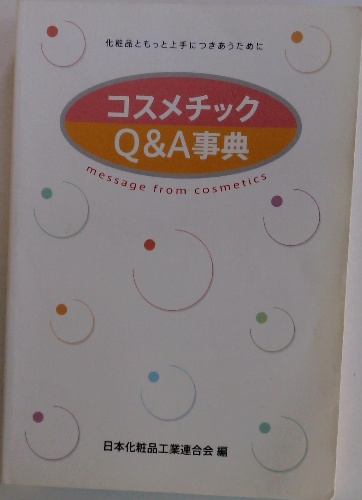 化粧品ともっと上手につきあうために
コスメチック
Q&A事典
message from cosmetics
日本化粧品工業連合会 編